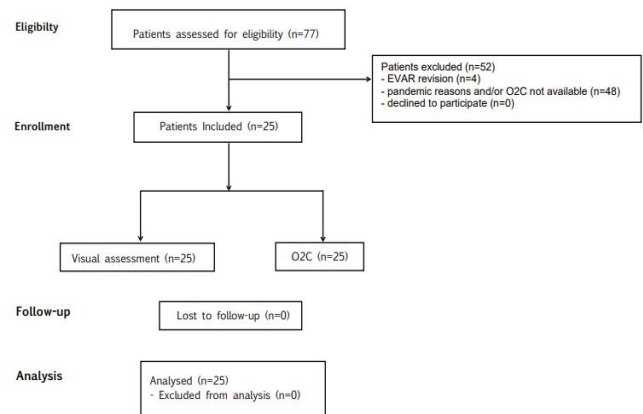 Eligibilty
Patients assessed for eligibility (n=77)
Patients excluded (n=52)
- EVAR revision (n=4)
- pandemic reasons and/or O2C not available (n=48)
- declined to participate (n=0)
Enrollment
Patients Included (n=25)
Visual assessment (n=25)
O2C (n=25)
Follow-up
Lost to follow-up (n=0)
Analysis
Analysed (n=25)
- Excluded from analysis (n=0)